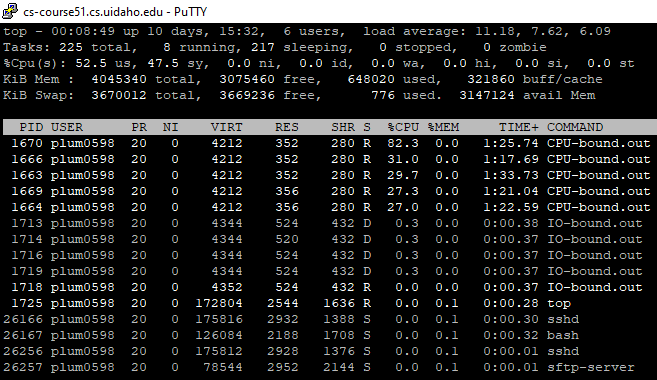 cs-course51.cs.uidaho.edu - PuTTY
top - 00:08:49 up 10 days, 15:32,  6 users,  load average: 11.18, 7.62, 6.09
Tasks: 225 total,   8 running, 217 sleeping,   0 stopped,   0 zombie
%Cpu(s): 52.5 us, 47.5 sy,  0.0 ni,  0.0 id,  0.0 wa,  0.0 hi,  0.0 si,  0.0 st
KiB Mem :  4045340 total,  3075460 free,   648020 used,   321860 buff/cache
KiB Swap:  3670012 total,  3669236 free,      776 used.  3147124 avail Mem
PID USER      PR  NI    VIRT    RES    SHR S  %CPU %MEM     TIME+ COMMAND
1670 plum0598  20   0    4212    352    280 R  82.3  0.0   1:25.74 CPU-bound.out
1666 plum0598  20   0    4212    352    280 R  31.0  0.0   1:17.69 CPU-bound.out
1663 plum0598  20   0    4212    352    280 R  29.7  0.0   1:33.73 CPU-bound.out
1669 plum0598  20   0    4212    356    280 R  27.3  0.0   1:21.04 CPU-bound.out
1664 plum0598  20   0    4212    356    280 R  27.0  0.0   1:22.59 CPU-bound.out
1713 plum0598  20   0    4344    524    432 D   0.3  0.0   0:00.38 IO-bound.out
1714 plum0598  20   0    4344    520    432 D   0.3  0.0   0:00.37 IO-bound.out
1716 plum0598  20   0    4344    524    432 D   0.3  0.0   0:00.37 IO-bound.out
1719 plum0598  20   0    4344    524    432 D   0.3  0.0   0:00.37 IO-bound.out
1718 plum0598  20   0    4352    524    432 R   0.0  0.0   0:00.37 IO-bound.out
1725 plum0598  20   0  172804   2544   1636 R   0.0  0.1   0:00.28 top
26166 plum0598  20   0  175816   2932   1388 S   0.0  0.1   0:00.30 sshd
26167 plum0598  20   0  126084   2188   1708 S   0.0  0.1   0:00.32 bash
26256 plum0598  20   0  175812   2928   1376 S   0.0  0.1   0:00.01 sshd
26257 plum0598  20   0   78544   2952   2144 S   0.0  0.1   0:00.01 sftp-server